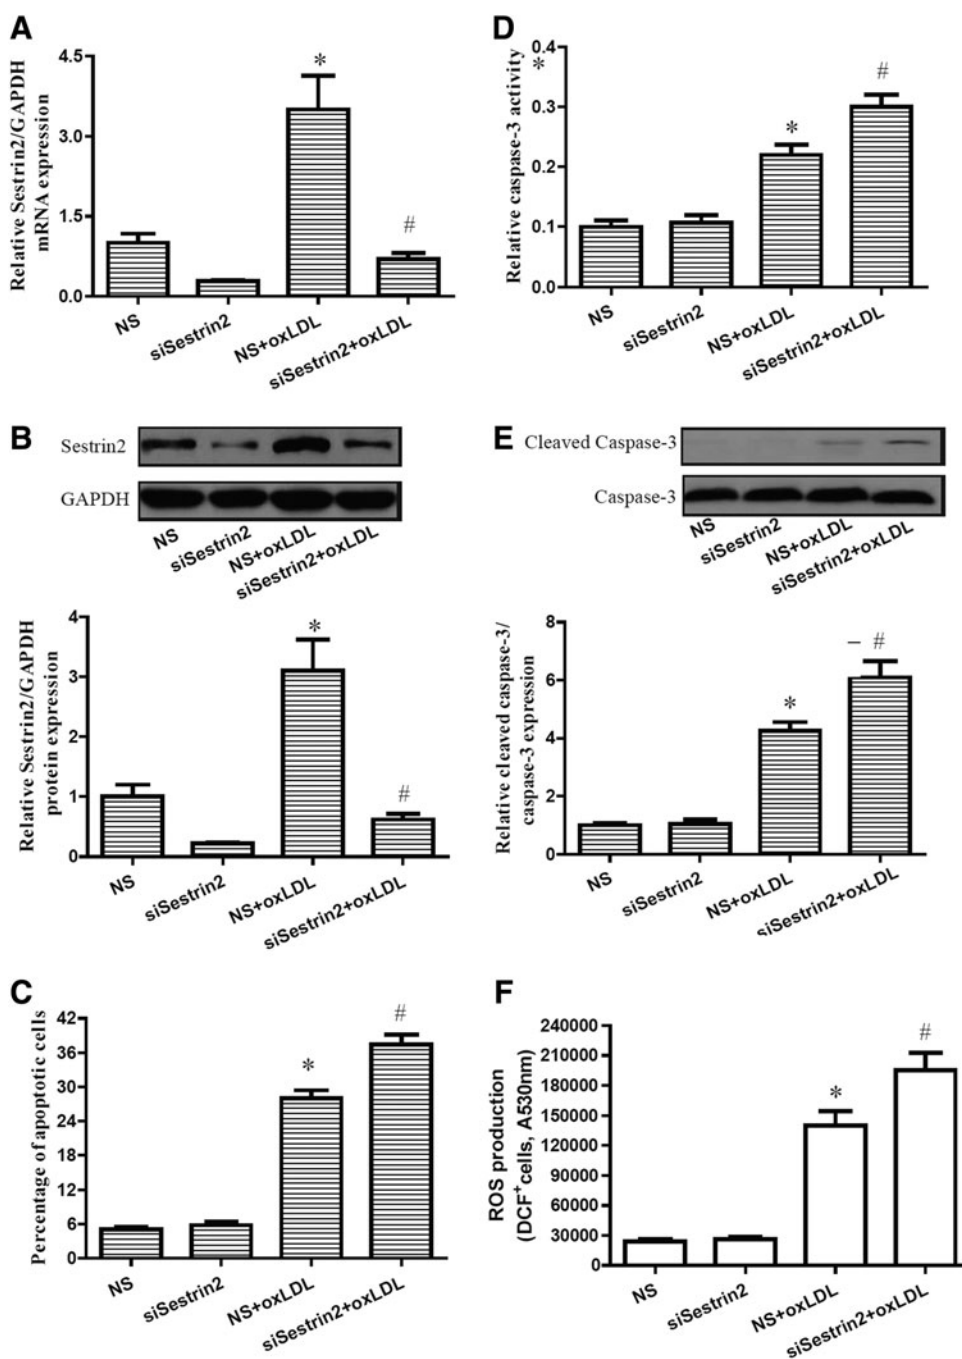 A
Relative Sestrin2/GAPDH
mRNA expression
4.5
3.0
1.5
0.0
*
#
NS
siSestrin2
NS+oxLDL
siSestrin2+oxLDL
D
Relative caspase-3 activity
0.4
*
0.3
0.2
0.1
0.0
*
#
NS
siSestrin2
NS+oxLDL
siSestrin2+oxLDL
B
Sestrin2
GAPDH
NS
siSestrin2
NS+oxLDL
siSestrin2+oxLDL
Relative Sestrin2/GAPDH
protein expression
4
3
2
1
0
*
#
NS
siSestrin2
NS+oxLDL
siSestrin2+oxLDL
E
Cleaved Caspase-3
Caspase-3
NS
siSestrin2
NS+oxLDL
siSestrin2+oxLDL
Relative cleaved caspase-3/
caspase-3 expression
8
6
4
2
0
*
– #
NS
siSestrin2
NS+oxLDL
siSestrin2+oxLDL
C
Percentage of apoptotic cells
42
36
30
24
18
12
6
0
*
#
NS
siSestrin2
NS+oxLDL
siSestrin2+oxLDL
F
ROS production
(DCF⁺cells, A530nm)
240000
210000
180000
150000
120000
90000
60000
30000
0
*
#
NS
siSestrin2
NS+oxLDL
siSestrin2+oxLDL